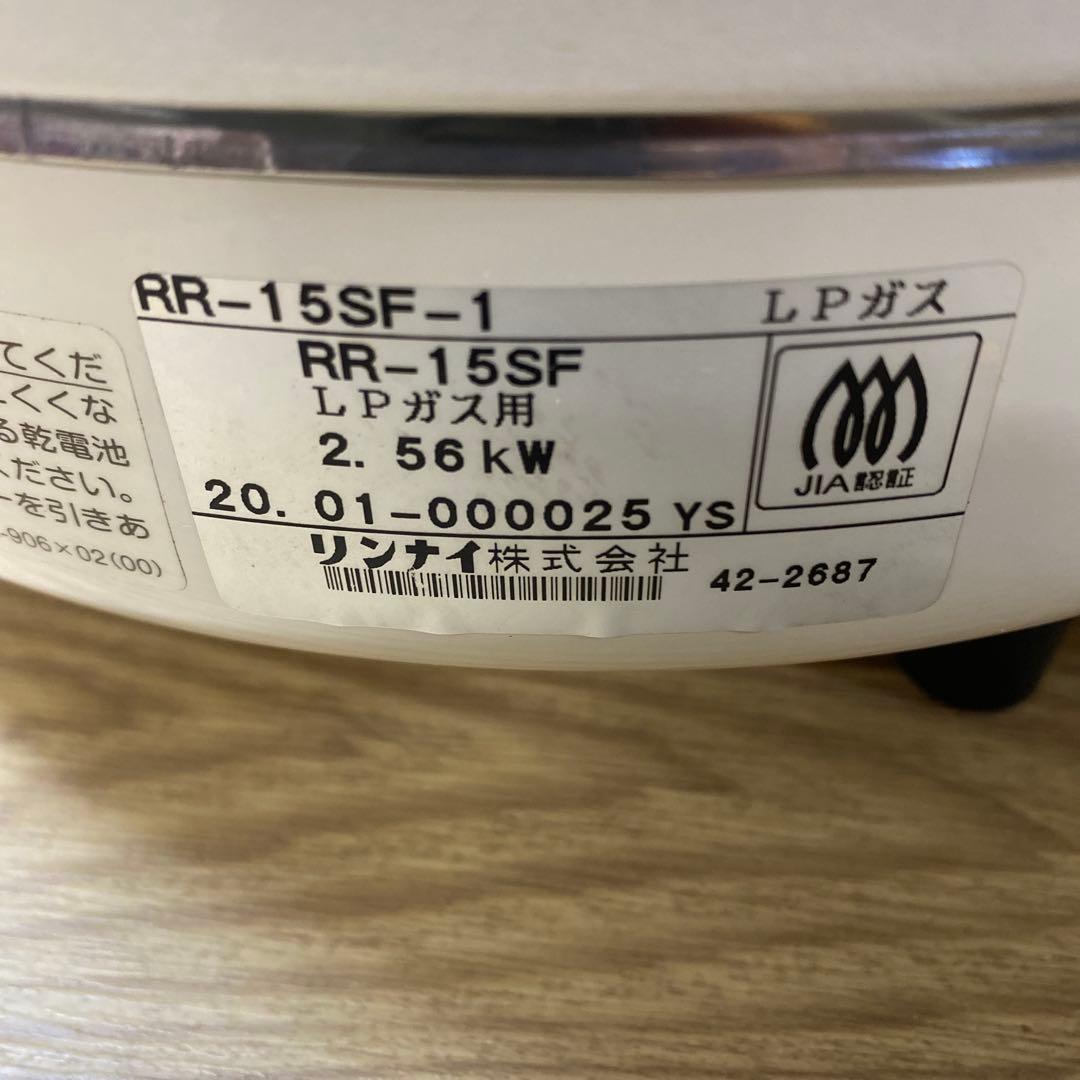 RR-15SF-1 LPガス
RR-15SF
LPガス用
2.56kW
20.01-000025 YS
JIA認証
リンナイ株式会社
42-2687
てくだ
くくな
る乾電池
ください。
ーを引きあ
-906×02(00)